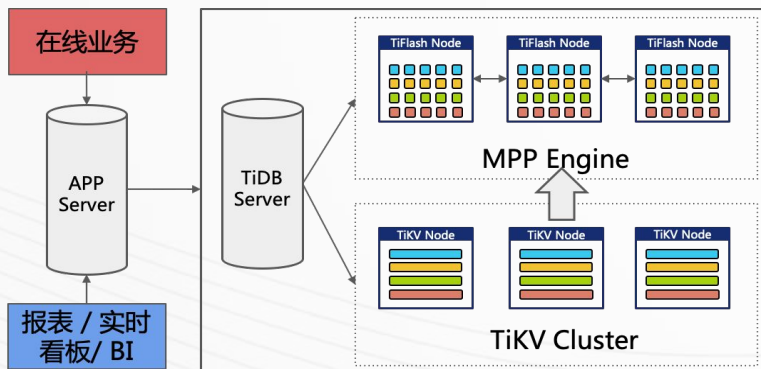 在线业务
APP
Server
报表 / 实时
看板/ BI
TiDB
Server
TiFlash Node
TiFlash Node
TiFlash Node
MPP Engine
TiKV Node
TiKV Node
TiKV Node
TiKV Cluster